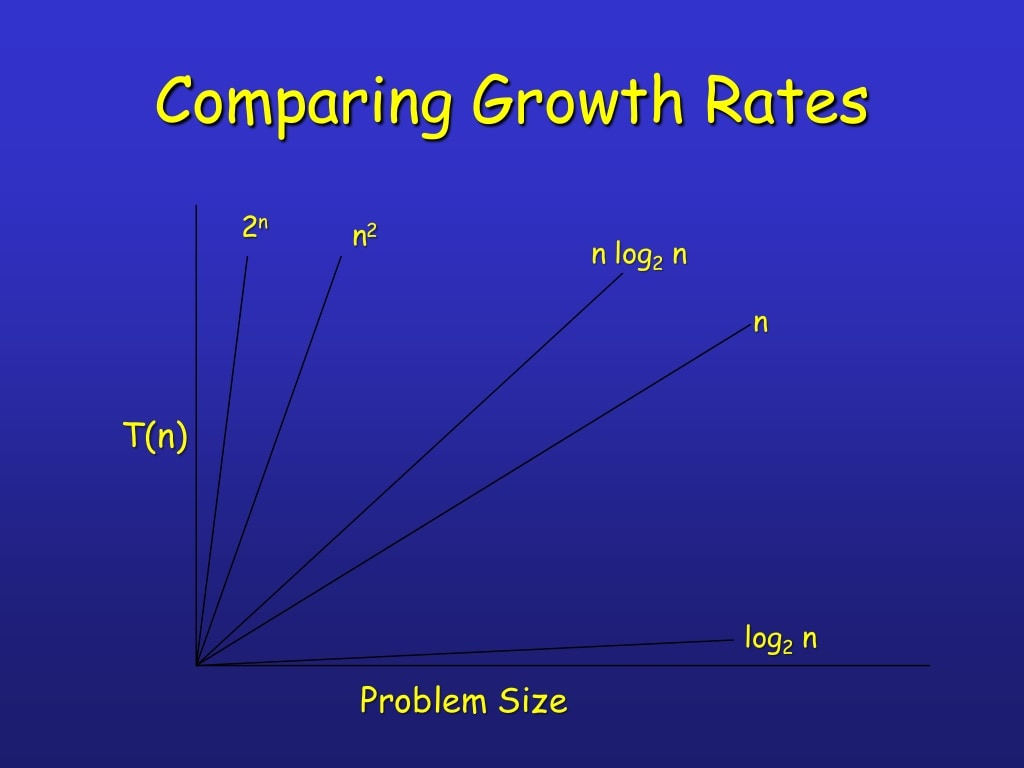 Comparing Growth Rates
2ⁿ
n²
n log₂ n
n
T(n)
log₂ n
Problem Size